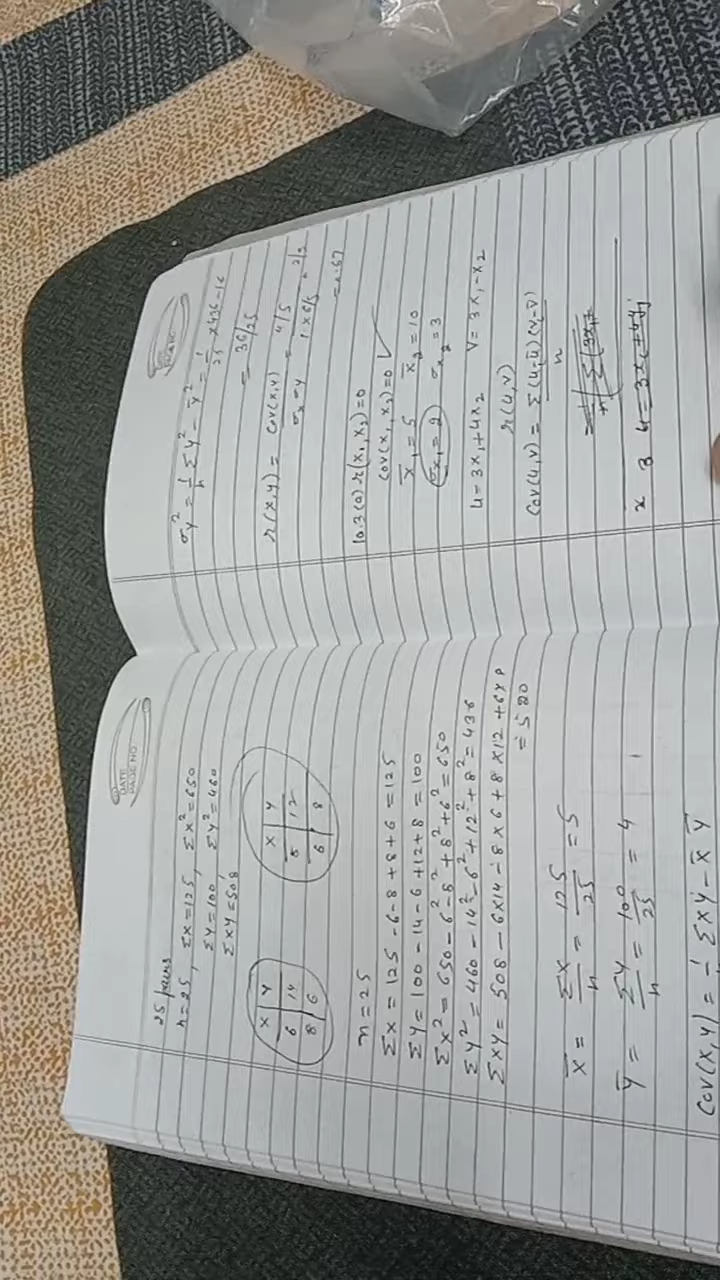 DATE
PAGE NO.
25 pairs
n = 25, Σx = 125, Σx² = 650
Σy = 100, Σy² = 460
Σxy = 508
x | y
6 | 14
8 | 6
x | y
8 | 12
6 | 8
n = 25
Σx = 125 - 6 - 8 + 8 + 6 = 125
Σy = 100 - 14 - 6 + 12 + 8 = 100
Σx² = 650 - 6² - 8² + 8² + 6² = 650
Σy² = 460 - 14² - 6² + 12² + 8² = 436
Σxy = 508 - 6×14 - 8×6 + 8×12 + 6×8
= 520
x̄ = Σx/n = 125/25 = 5
ȳ = Σy/n = 100/25 = 4
Cov(x, y) = 1/ Σxy - x̄ ȳ
σy² = 1/n Σy² - ȳ² = 1/25 × 436 - 16
= 36/25
r(x,y) = cov(x,y)/σx σy = 4/5 / 1×6/5 = 2/3
= 0.67
10.3 (a) r(x₁, x₂) = 0
cov(x₁, x₂) = 0 ✓
x̄₁ = 5 x̄₂ = 10
σx₁ = 2 σx₂ = 3
u = 3x₁ + 4x₂ v = 3x₁ - x₂
r(u, v)
Cov(u, v) = Σ(u-ū)(v-v̄)/n